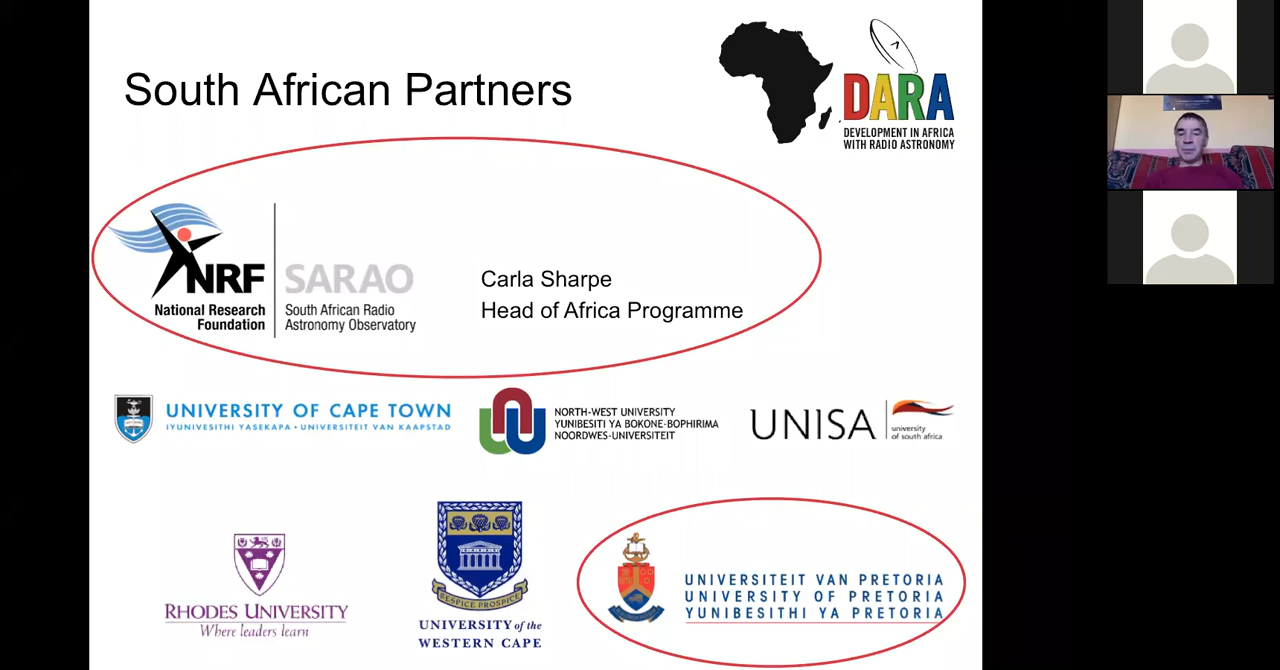 South African Partners
DARA
DEVELOPMENT IN AFRICA
WITH RADIO ASTRONOMY
NRF
National Research
Foundation
SARAO
South African Radio
Astronomy Observatory
Carla Sharpe
Head of Africa Programme
UNIVERSITY OF CAPE TOWN
IYUNIVESITHI YASEKAPA • UNIVERSITEIT VAN KAAPSTAD
NORTH-WEST UNIVERSITY
YUNIBESITI YA BOKONE-BOPHIRIMA
NOORDWES-UNIVERSITEIT
UNISA
university
of south africa
RHODES UNIVERSITY
Where leaders learn
RESPICE PROSPICE
UNIVERSITY of the
WESTERN CAPE
UNIVERSITEIT VAN PRETORIA
UNIVERSITY OF PRETORIA
YUNIBESITHI YA PRETORIA